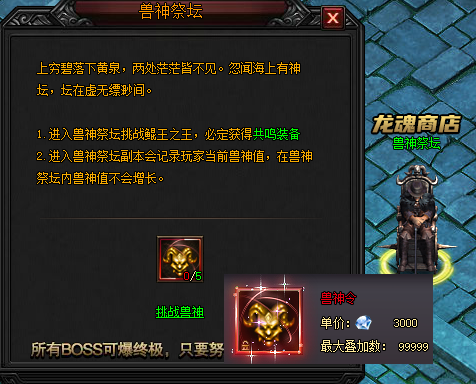 兽神祭坛
上穷碧落下黄泉，两处茫茫皆不见。忽闻海上有神
坛，坛在虚无缥缈间。
1.进入兽神祭坛挑战鲲王之王，必定获得共鸣装备
2.进入兽神祭坛副本会记录玩家当前兽神值，在兽
神祭坛内兽神值不会增长。
龙魂商店
兽神祭坛
0/5
挑战兽神
所有BOSS可爆终极，只要努
兽神令
单价： 3000
最大叠加数： 99999